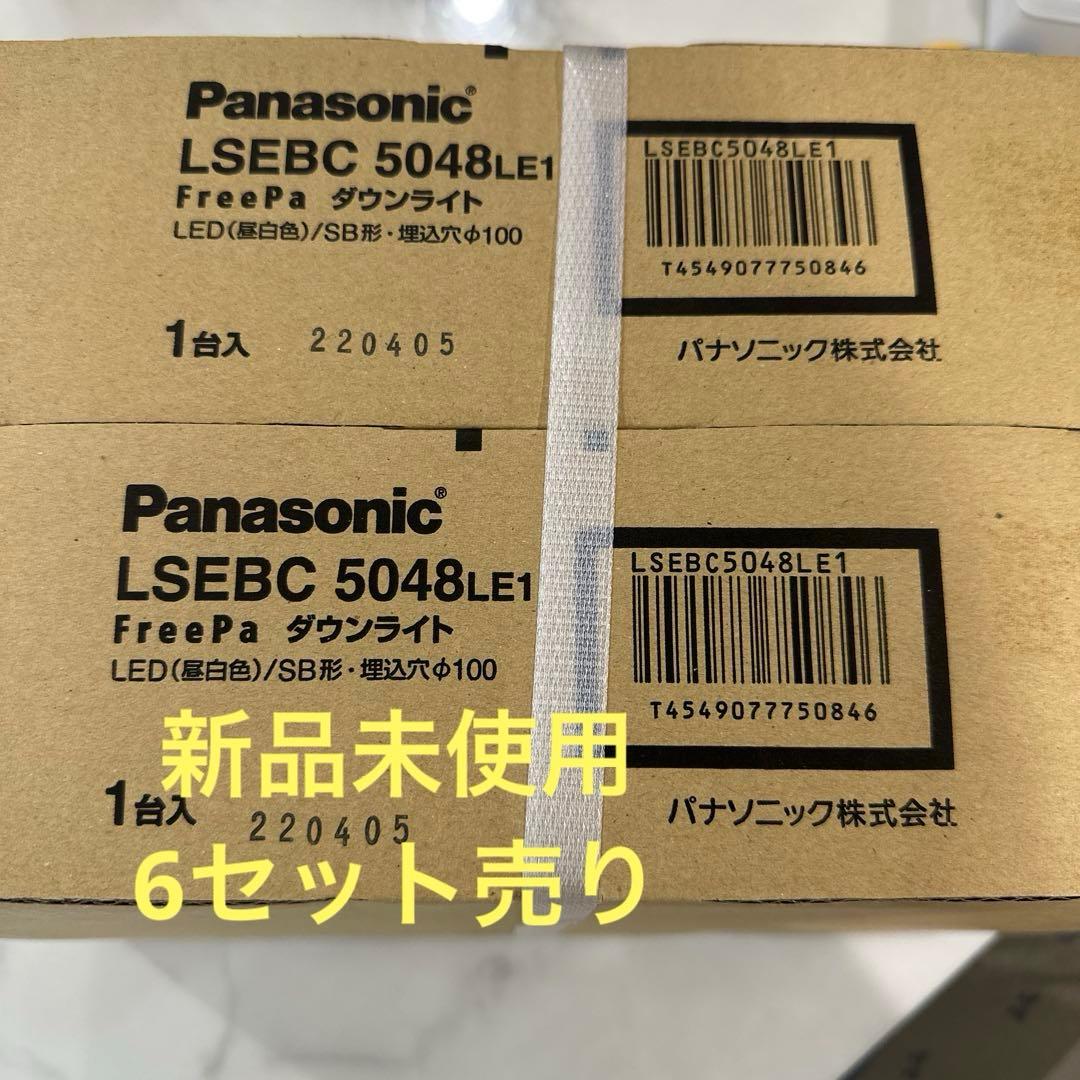 Panasonic®
LSEBC 5048LE1
FreePa ダウンライト
LED(昼白色)/SB形・埋込穴φ100
1台入 220405
LSEBC5048LE1
T4549077750846
パナソニック株式会社
Panasonic®
LSEBC 5048LE1
FreePa ダウンライト
LED(昼白色)/SB形・埋込穴φ100
1台入 220405
LSEBC5048LE1
T4549077750846
パナソニック株式会社
新品未使用
6セット売り